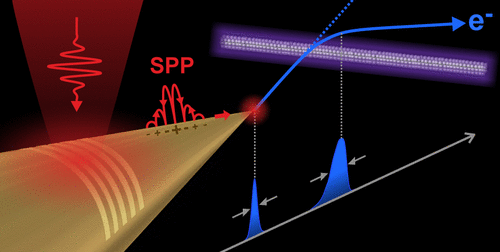 SPP
e-
- + + + -